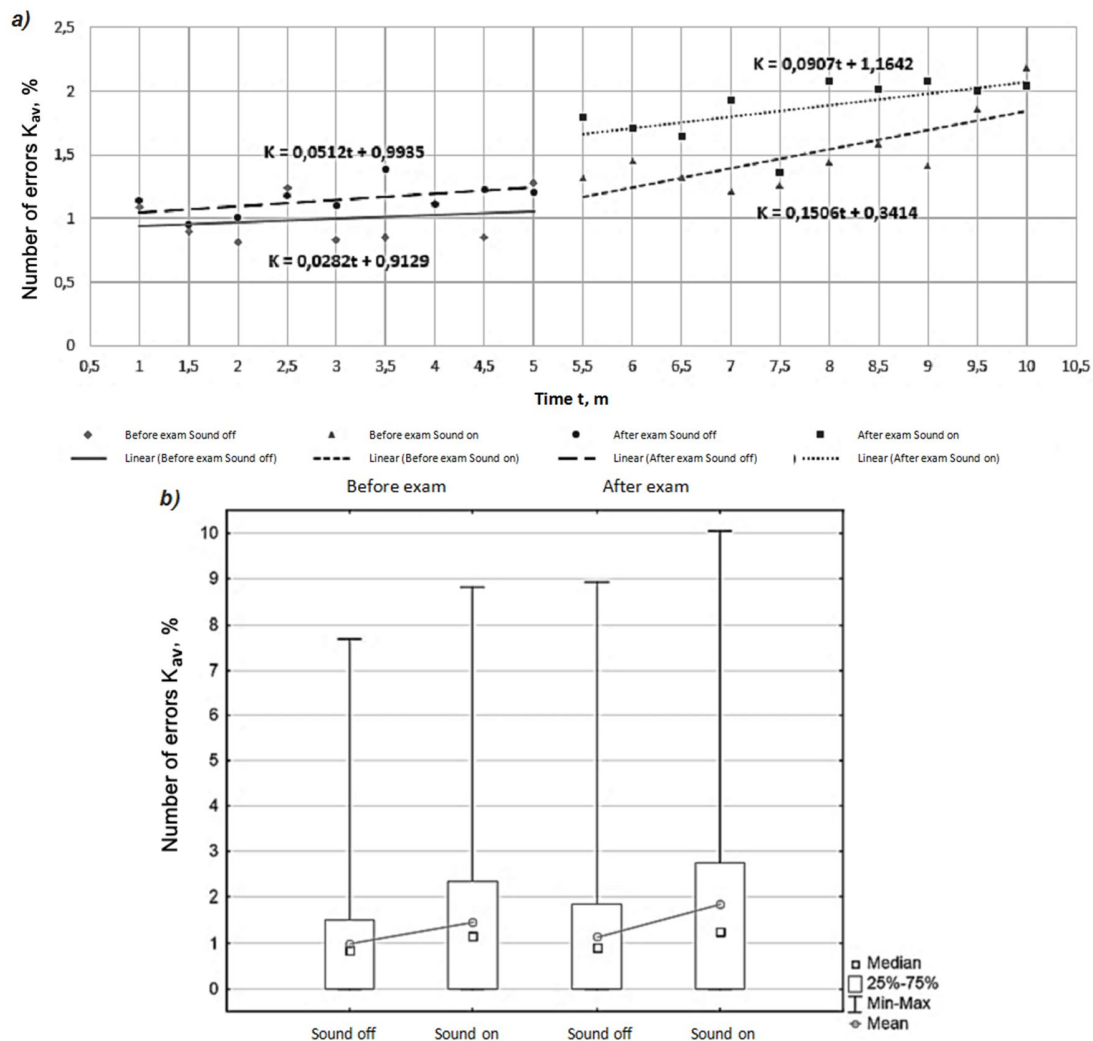 a)
2,5
2
1,5
1
0,5
0
Number of errors Kav, %
K = 0,0512t + 0,9935
K = 0,0282t + 0,9129
K = 0,0907t + 1,1642
K = 0,1506t + 0,3414
0,5 1 1,5 2 2,5 3 3,5 4 4,5 5 5,5 6 6,5 7 7,5 8 8,5 9 9,5 10 10,5
Time t, m
Before exam Sound off Before exam Sound on After exam Sound off After exam Sound on
Linear (Before exam Sound off) Linear (Before exam Sound on) Linear (After exam Sound off) Linear (After exam Sound on)
b)
Before exam After exam
10
9
8
7
6
5
4
3
2
1
0
Number of errors Kav, %
Sound off Sound on Sound off Sound on
Median
25%-75%
Min-Max
Mean